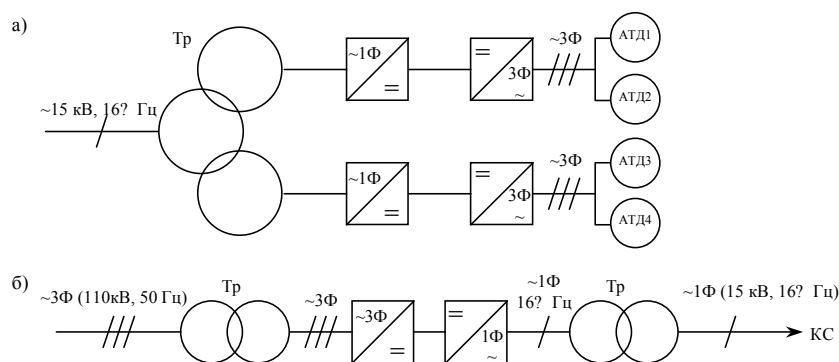 а)
Тр
~15 кВ, 16? Гц
~1Ф
=
=
3Ф
~
~3Ф
АТД1
АТД2
~1Ф
=
=
3Ф
~
~3Ф
АТД3
АТД4
б)
~3Ф (110кВ, 50 Гц)
Тр
~3Ф
~3Ф
=
=
1Ф
~
~1Ф
16? Гц
Тр
~1Ф (15 кВ, 16? Гц)
КС